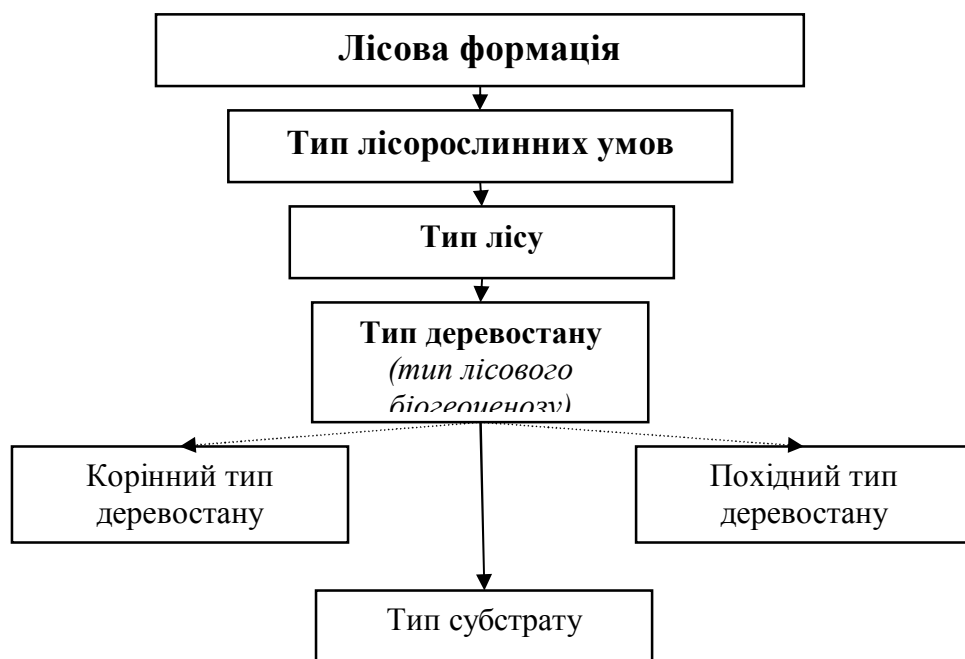 Лісова формація
Тип лісорослинних умов
Тип лісу
Тип деревостану
(тип лісового
біогеоценозу)
Корінний тип
деревостану
Похідний тип
деревостану
Тип субстрату